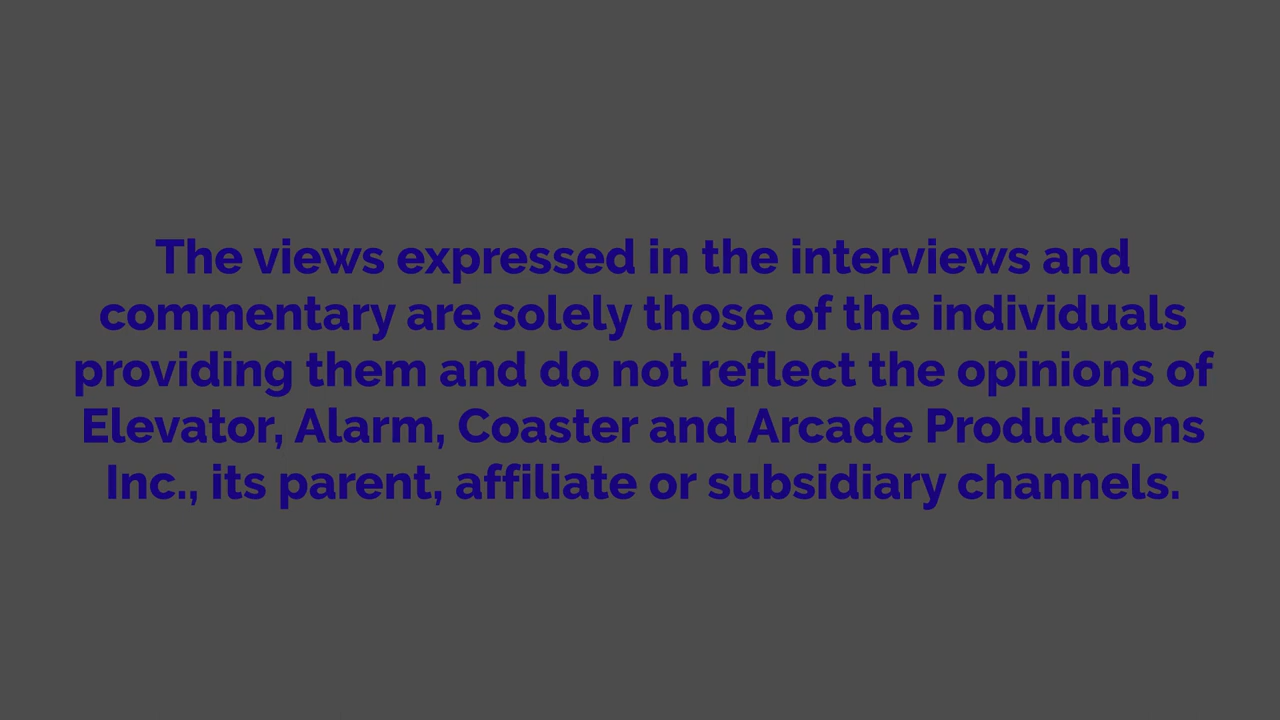 The views expressed in the interviews and
commentary are solely those of the individuals
providing them and do not reflect the opinions of
Elevator, Alarm, Coaster and Arcade Productions
Inc., its parent, affiliate or subsidiary channels.